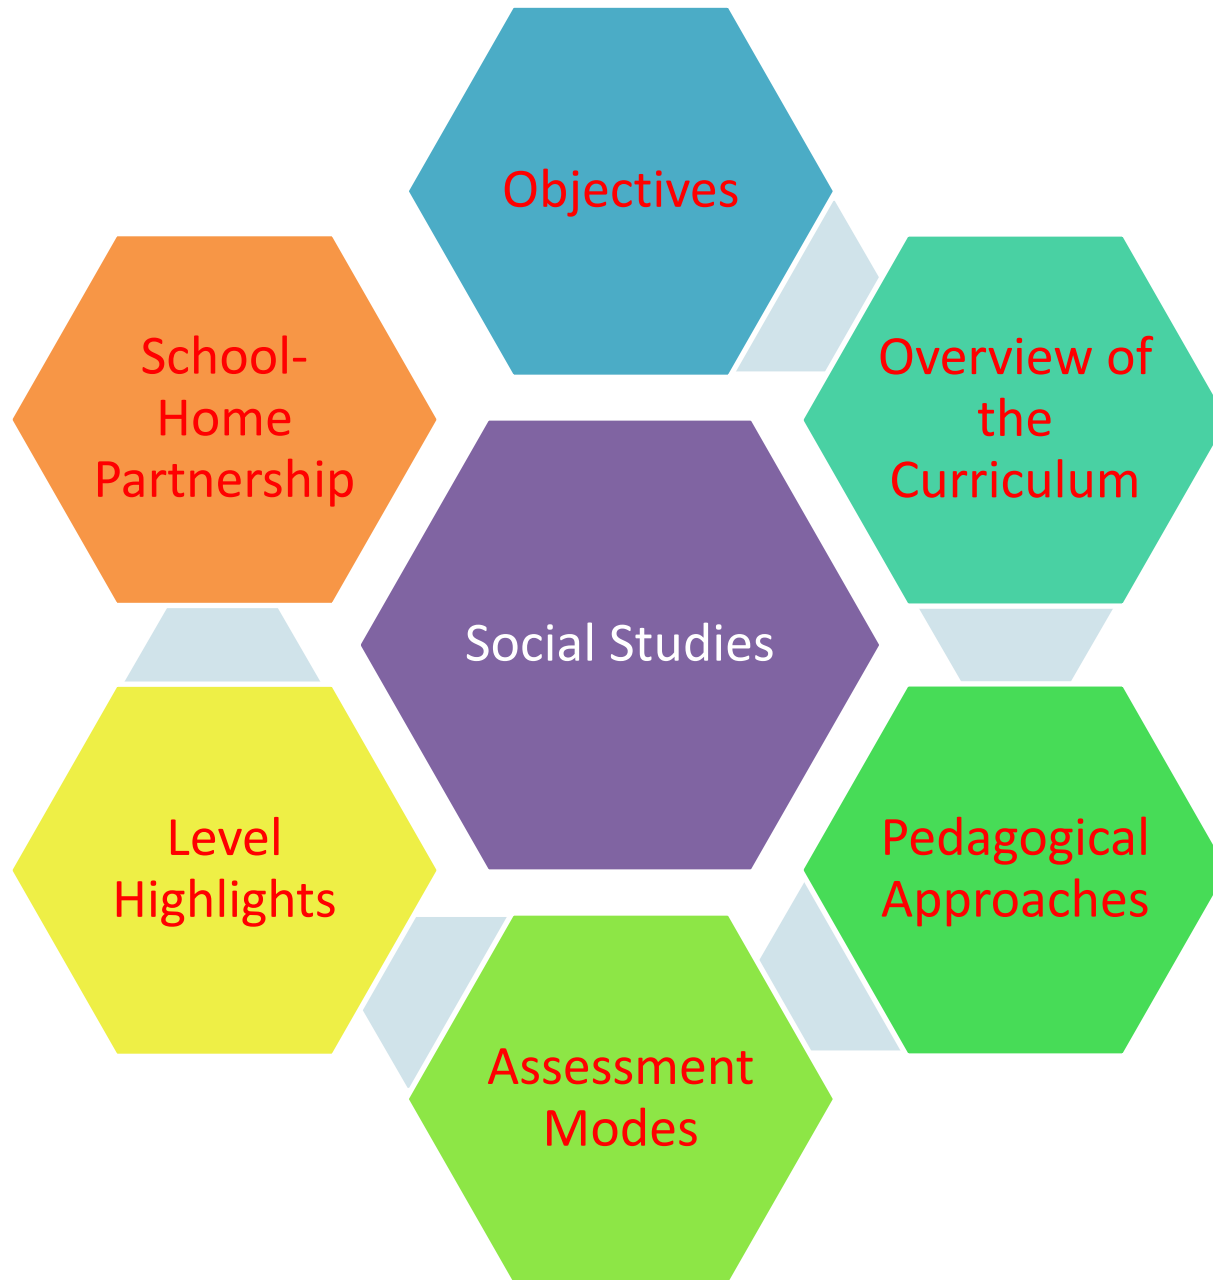 Objectives
Overview of
the
Curriculum
Pedagogical
Approaches
Assessment
Modes
Level
Highlights
School-
Home
Partnership
Social Studies